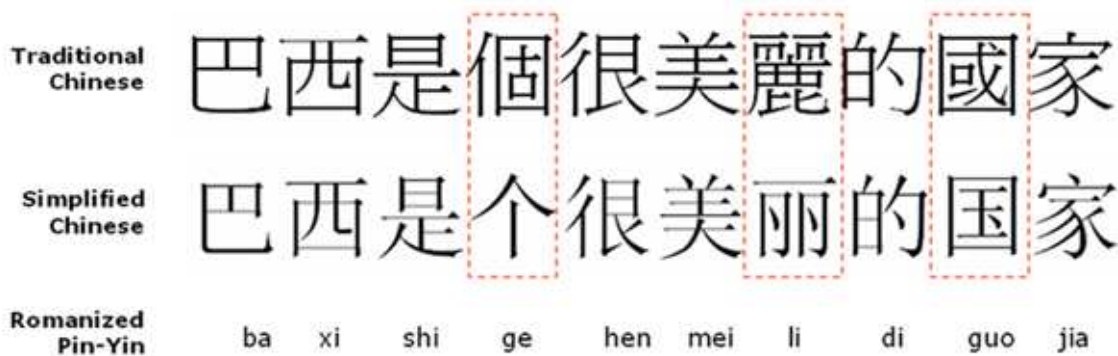 Traditional
Chinese
巴西是個很美麗的國家
Simplified
Chinese
巴西是个很美丽的国家
Romanized
Pin-Yin
ba xi shi ge hen mei li di guo jia